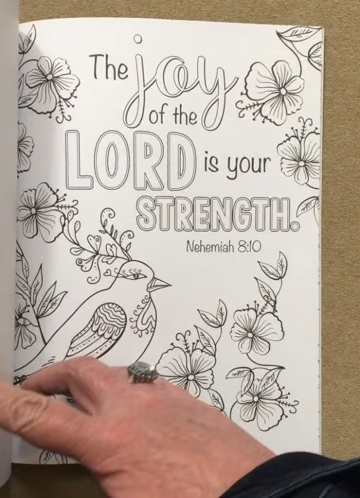 The joy
of the
LORD is your
STRENGTH.
Nehemiah 8:10